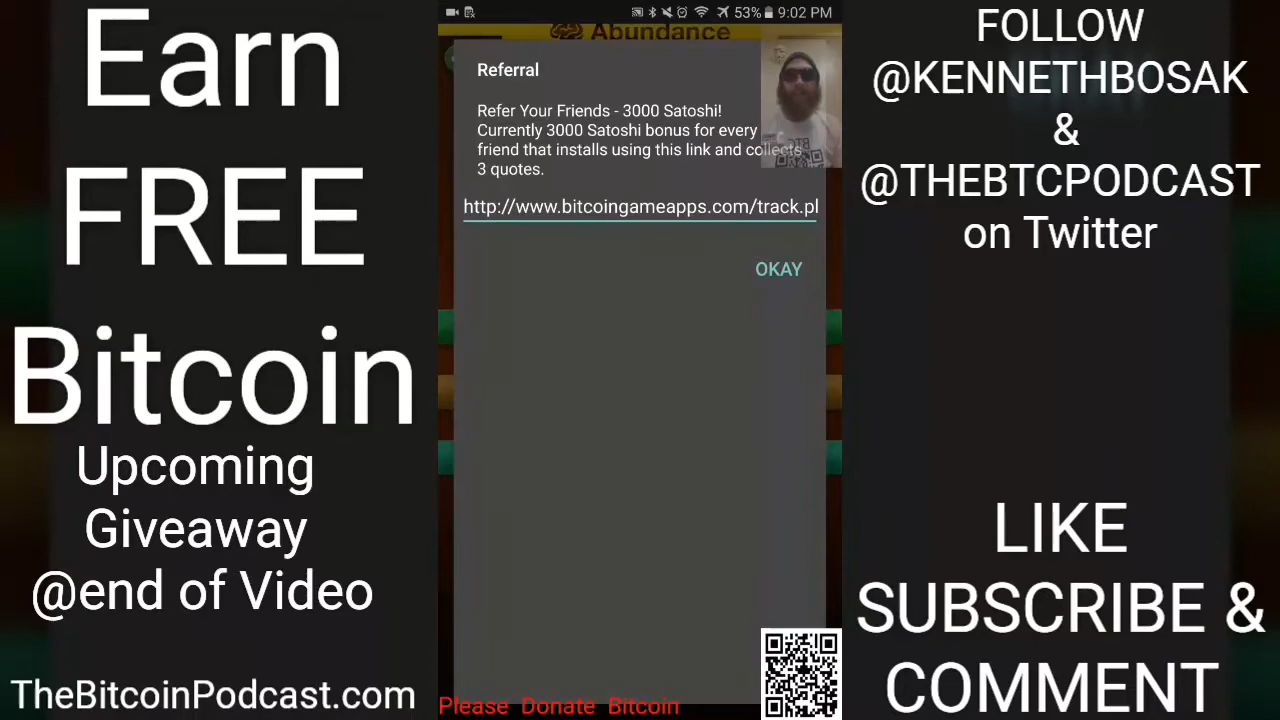 Earn
FREE
Bitcoin
Upcoming
Giveaway
@end of Video
TheBitcoinPodcast.com
53% 9:02 PM
Abundance
Referral
Refer Your Friends - 3000 Satoshi!
Currently 3000 Satoshi bonus for every
friend that installs using this link and collects
3 quotes.
http://www.bitcoingameapps.com/track.pl
OKAY
Please Donate Bitcoin
FOLLOW
@KENNETHBOSAK
&
@THEBTCPODCAST
on Twitter
LIKE
SUBSCRIBE &
COMMENT